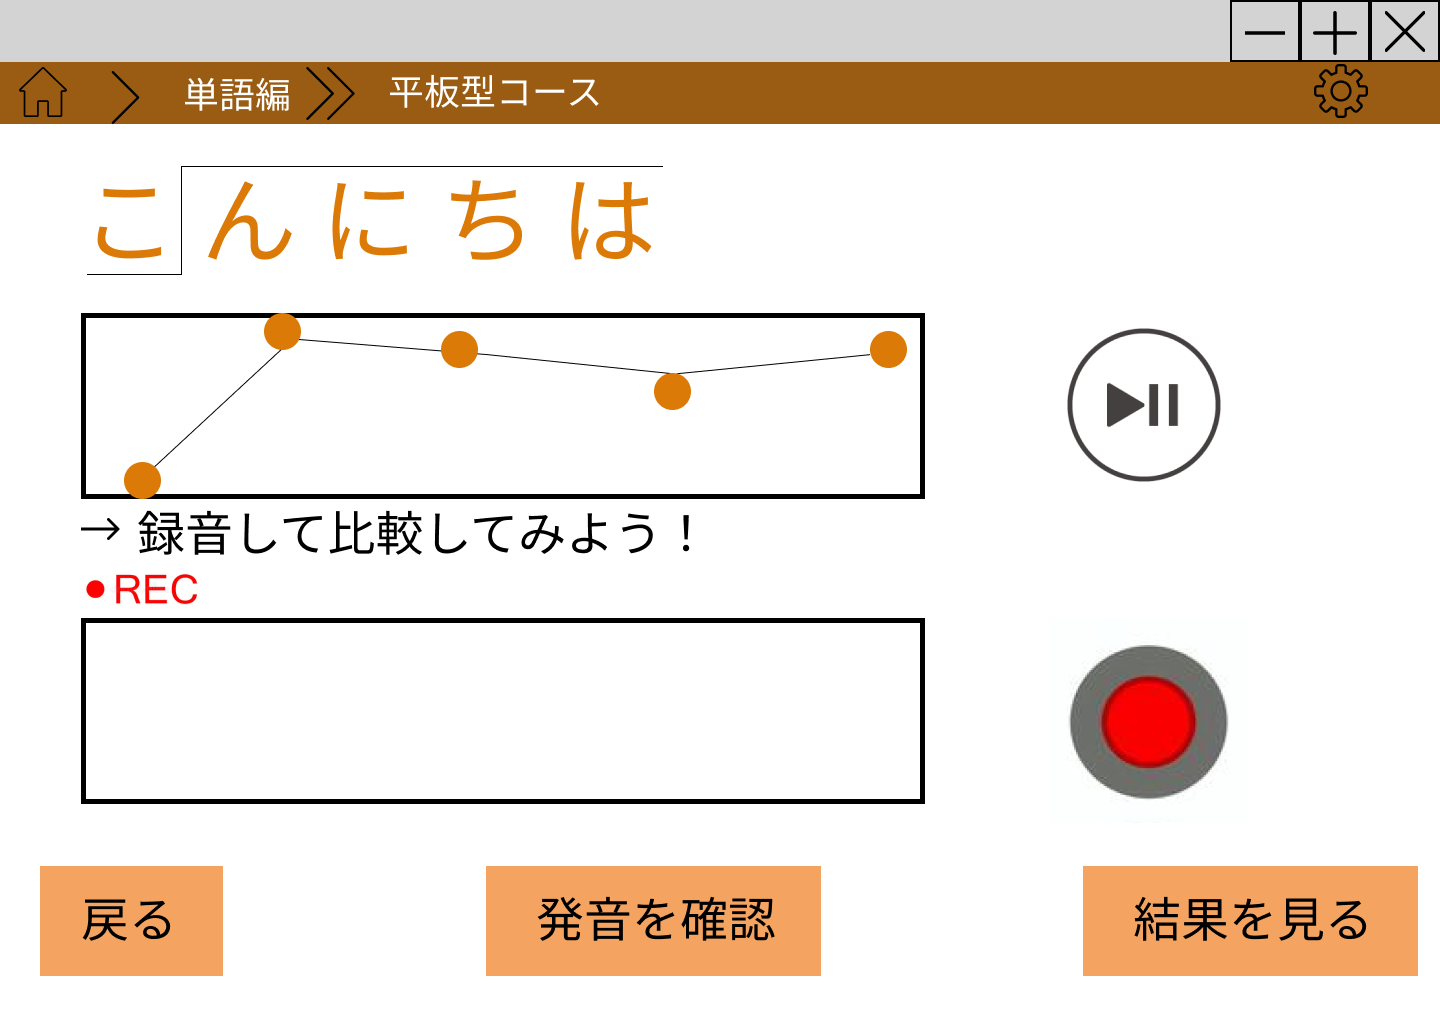 単語編 平板型コース
こんにちは
→ 録音して比較してみよう！
●REC
戻る 発音を確認 結果を見る